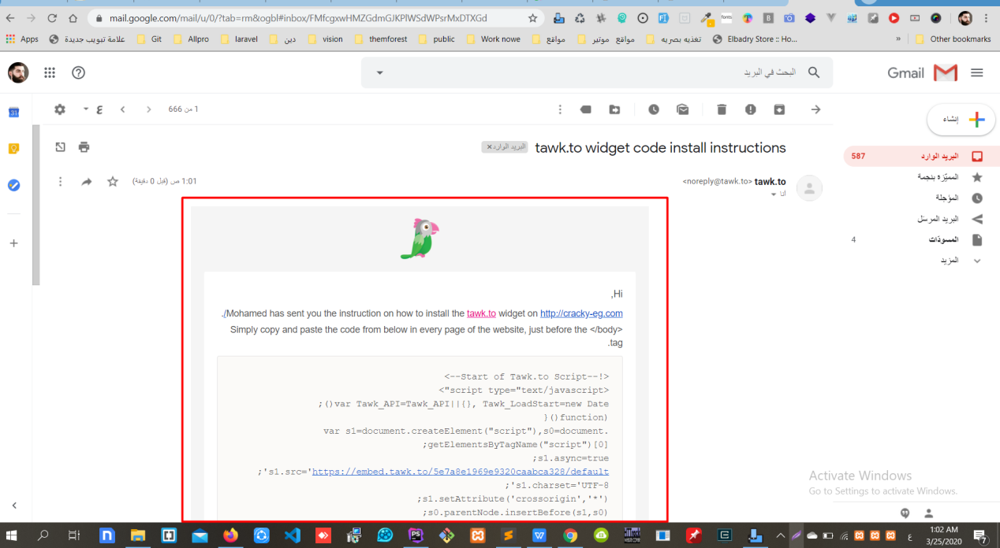 mail.google.com/mail/u/0/?tab=rm&ogbl#inbox/FMfcgxwHMZGdmGJKPlWSdWPsrMxDTXGd
Apps علامة تبويب جديدة Git Allpro laravel دين vision themforest public Work nowe مواقع مواقع موتير تغذيه بصريه Elbadry Store :: Ho... » Other bookmarks
Gmail
البحث في البريد
إنشاء
البريد الوارد 587
المميّزة بنجمة
المؤجلة
البريد المرسل
المسودّات 4
المزيد
1 من 666
ع
tawk.to widget code install instructions
البريد الوارد ×
tawk.to <noreply@tawk.to>
أنا
1:01 ص (قبل 0 دقيقة)
,Hi
./Mohamed has sent you the instruction on how to install the tawk.to widget on http://cracky-eg.com
Simply copy and paste the code from below in every page of the website, just before the </body>
.tag
<--Start of Tawk.to Script--!>
<"script type="text/javascript>
;()var Tawk_API=Tawk_API||{}, Tawk_LoadStart=new Date
}()function)
var s1=document.createElement("script"),s0=document.
;getElementsByTagName("script")[0]
;s1.async=true
;'s1.src='https://embed.tawk.to/5e7a8e1969e9320caabca328/default
;'s1.charset='UTF-8
;s1.setAttribute('crossorigin','*')
;s0.parentNode.insertBefore(s1,s0)
Activate Windows
Go to Settings to activate Windows.
ع
1:02 AM
3/25/2020
7